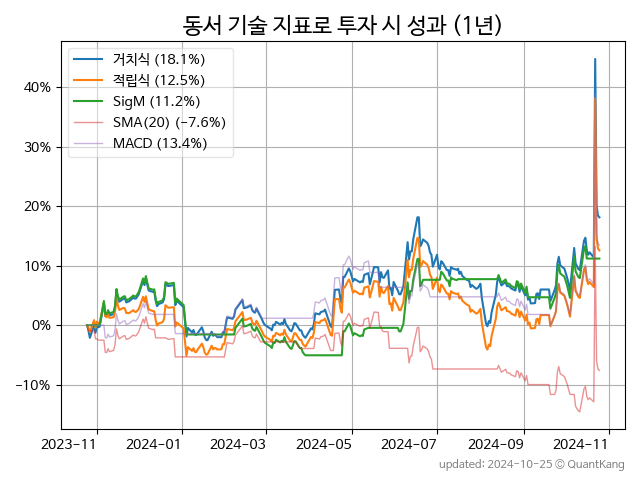 동서 기술 지표로 투자 시 성과 (1년)
거치식 (18.1%)
적립식 (12.5%)
SigM (11.2%)
SMA(20) (-7.6%)
MACD (13.4%)
40%
30%
20%
10%
0%
-10%
2023-11 2024-01 2024-03 2024-05 2024-07 2024-09 2024-11
updated: 2024-10-25 © QuantKang